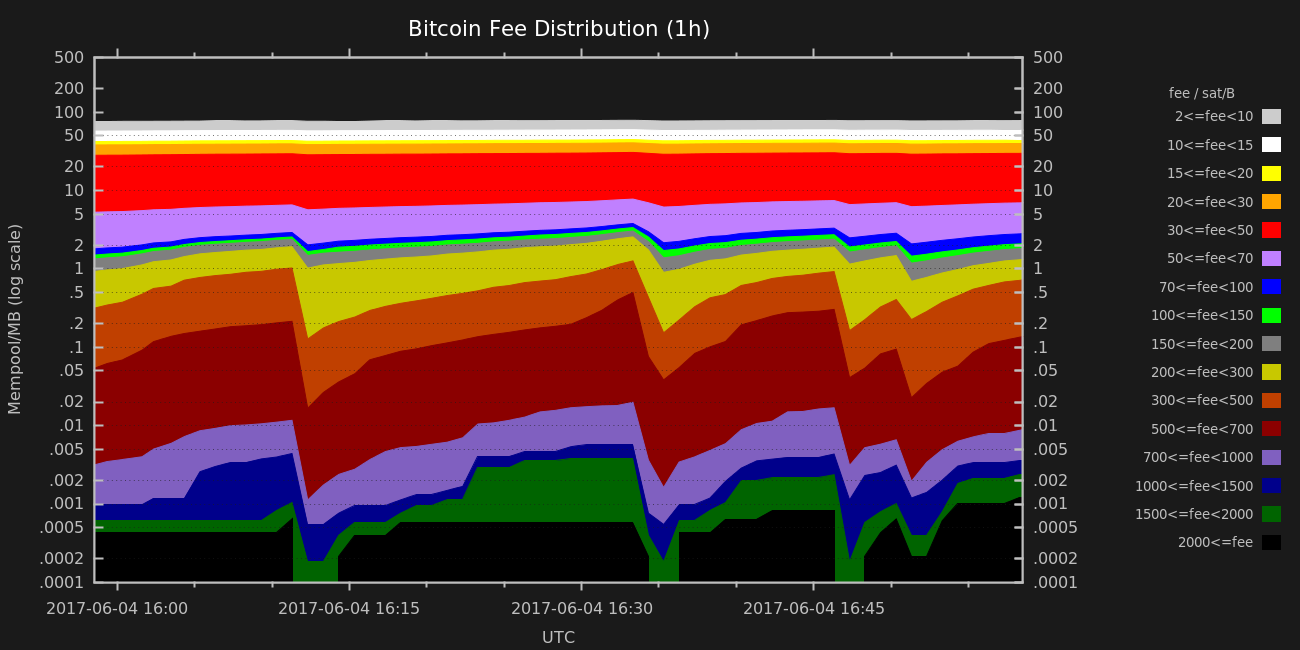 Bitcoin Fee Distribution (1h)
500
200
100
50
20
10
5
2
1
.5
.2
.1
.05
.02
.01
.005
.002
.001
.0005
.0002
.0001
Mempool/MB (log scale)
500
200
100
50
20
10
5
2
1
.5
.2
.1
.05
.02
.01
.005
.002
.001
.0005
.0002
.0001
2017-06-04 16:00 2017-06-04 16:15 2017-06-04 16:30 2017-06-04 16:45
UTC
fee / sat/B
2<=fee<10
10<=fee<15
15<=fee<20
20<=fee<30
30<=fee<50
50<=fee<70
70<=fee<100
100<=fee<150
150<=fee<200
200<=fee<300
300<=fee<500
500<=fee<700
700<=fee<1000
1000<=fee<1500
1500<=fee<2000
2000<=fee